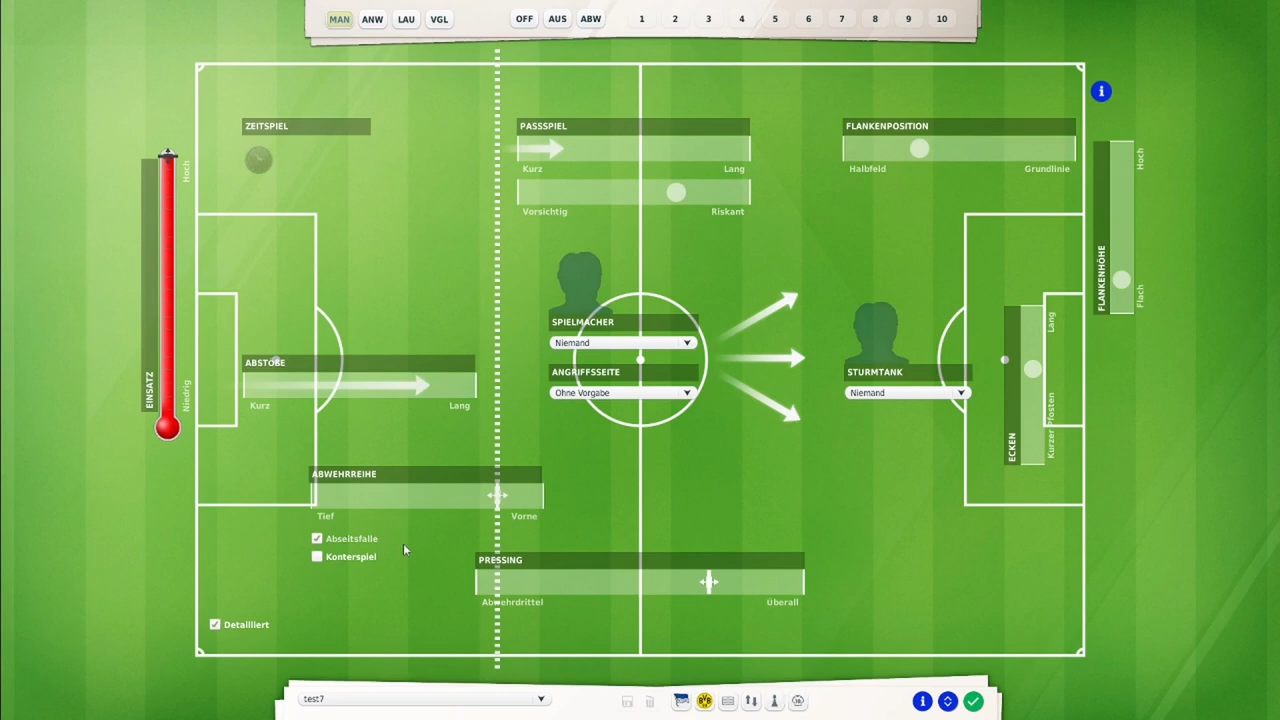 MAN ANW LAU VGL OFF AUS ABW 1 2 3 4 5 6 7 8 9 10
ZEITSPIEL
PASSSPIEL
Kurz Lang
Vorsichtig Riskant
FLANKENPOSITION
Halbfeld Grundlinie
FLANKENHÖHE
Hoch
Flach
EINSATZ
Hoch
Niedrig
SPIELMACHER
Niemand
ANGRIFFSSEITE
Ohne Vorgabe
STURMTANK
Niemand
ECKEN
Lang
Kurzer Pfosten
ABSTÖßE
Kurz Lang
ABWEHRREIHE
Tief Vorne
Abseitsfalle
Konterspiel
PRESSING
Abwehrdrittel Überall
Detailliert
test7